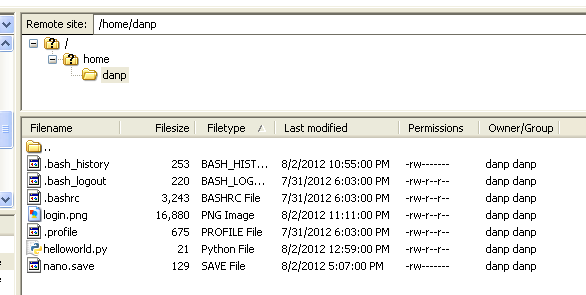 Remote site: /home/danp
/
home
danp
Filename Filesize Filetype Last modified Permissions Owner/Group
..
.bash_history 253 BASH_HIST... 8/2/2012 10:55:00 PM -rw------- danp danp
.bash_logout 220 BASH_LOG... 7/31/2012 6:03:00 PM -rw-r--r-- danp danp
.bashrc 3,243 BASHRC File 7/31/2012 6:03:00 PM -rw-r--r-- danp danp
login.png 16,880 PNG Image 8/2/2012 11:11:00 PM -rw-r--r-- danp danp
.profile 675 PROFILE File 7/31/2012 6:03:00 PM -rw-r--r-- danp danp
helloworld.py 21 Python File 8/2/2012 12:59:00 PM -rw-r--r-- danp danp
nano.save 129 SAVE File 8/2/2012 5:07:00 PM -rw------- danp danp